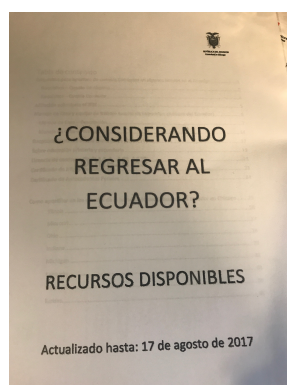 ¿CONSIDERANDO
REGRESAR AL
ECUADOR?
RECURSOS DISPONIBLES
Actualizado hasta: 17 de agosto de 2017